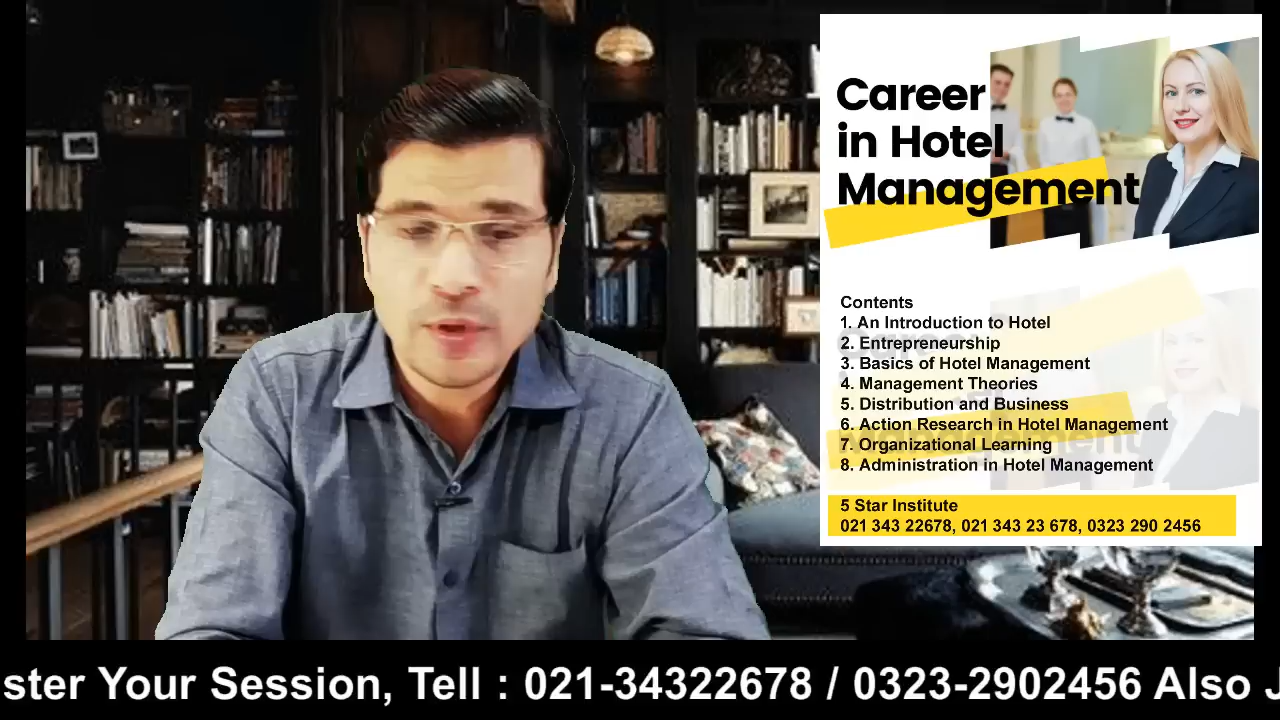 Career
in Hotel
Management
Contents
1. An Introduction to Hotel
2. Entrepreneurship
3. Basics of Hotel Management
4. Management Theories
5. Distribution and Business
6. Action Research in Hotel Management
7. Organizational Learning
8. Administration in Hotel Management
5 Star Institute
021 343 22678, 021 343 23 678, 0323 290 2456
ster Your Session, Tell : 021-34322678 / 0323-2902456 Also J